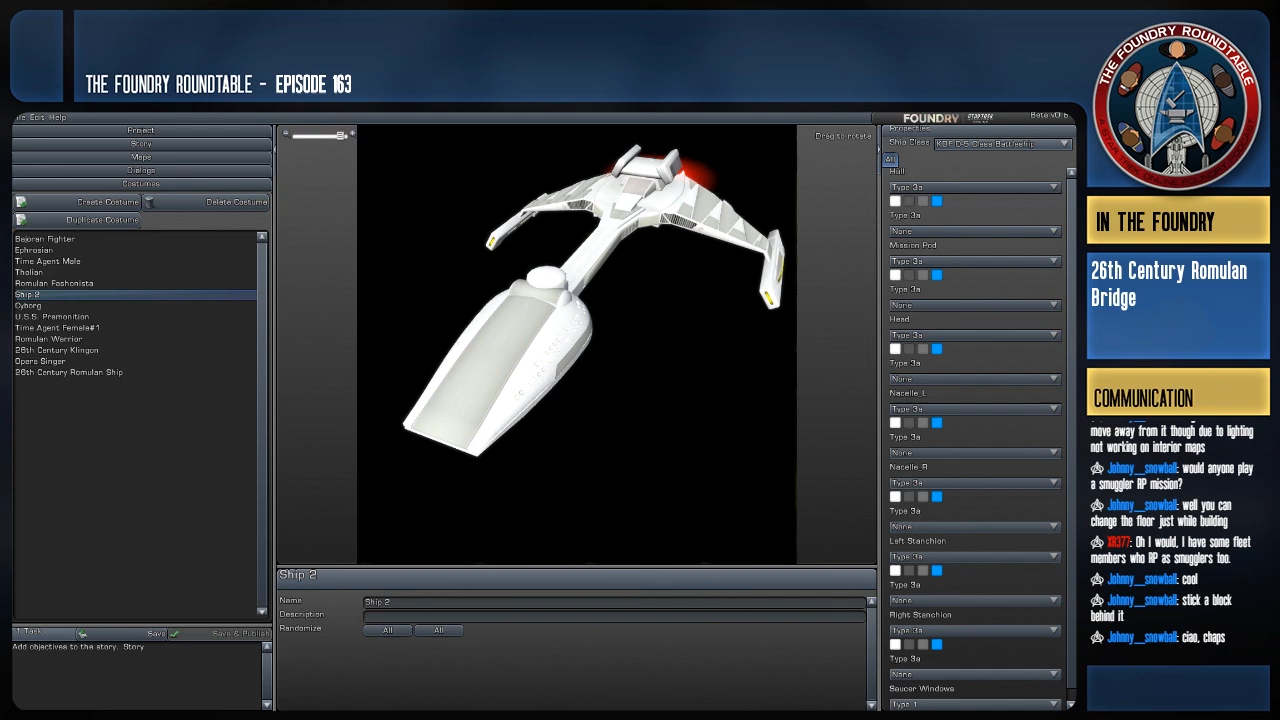 THE FOUNDRY ROUNDTABLE - EPISODE 163
THE FOUNDRY ROUNDTABLE
Edit Help
FOUNDRY
STAR TREK
Beta v0.b
Project
Story
Maps
Dialogs
Costumes
Create Costume
Delete Costume
Duplicate Costume
Bajoran Fighter
Ephrosian
Time Agent Male
Tholian
Romulan Fashonista
Ship 2
Cyborg
U.S.S. Premonition
Time Agent Female#1
Romulan Warrior
26th Century Klingon
Opera Singer
26th Century Romulan Ship
1 Task
Save
Save & Publish
Add objectives to the story. Story
Drag to rotate
Ship 2
Name
Ship 2
Description
Randomize
All
All
Properties
Ship Class
KDF D-5 Class Battleship
All
Hull
Type 3a
Type 3a
None
Mission Pod
Type 3a
Type 3a
None
Head
Type 3a
Type 3a
None
Nacelle_L
Type 3a
Type 3a
None
Nacelle_R
Type 3a
Type 3a
None
Left Stanchion
Type 3a
Type 3a
None
Right Stanchion
Type 3a
Type 3a
None
Saucer Windows
Type 1
IN THE FOUNDRY
26th Century Romulan
Bridge
COMMUNICATION
move away from it though due to lighting
not working on interior maps
Johnny__snowball: would anyone play
a smuggler RP mission?
Johnny__snowball: well you can
change the floor just while building
XR377: Oh I would, I have some fleet
members who RP as smugglers too.
Johnny__snowball: cool
Johnny__snowball: stick a block
behind it
Johnny__snowball: ciao, chaps